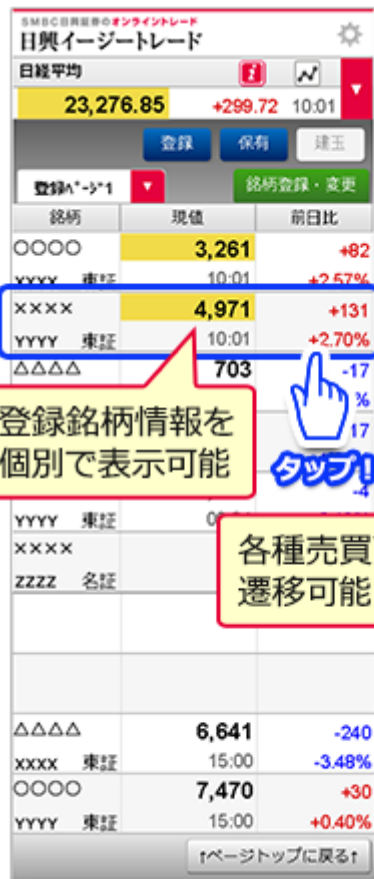 SMBC日興証券のオンライントレード
日興イージートレード
日経平均
23,276.85 +299.72 10:01
登録 保有 建玉
登録ﾍﾟｰｼﾞ1 銘柄登録・変更
銘柄 現値 前日比
○○○○ 3,261 +82
XXXX 東証 10:01 +2.57%
×××× 4,971 +131
YYYY 東証 10:01 +2.70%
△△△△ 703 -17
%
登録銘柄情報を
個別で表示可能
17
タップ!
-4
YYYY 東証
××××
ZZZZ 名証
各種売買
遷移可能
△△△△ 6,641 -240
XXXX 東証 15:00 -3.48%
○○○○ 7,470 +30
YYYY 東証 15:00 +0.40%
↑ページトップに戻る↑